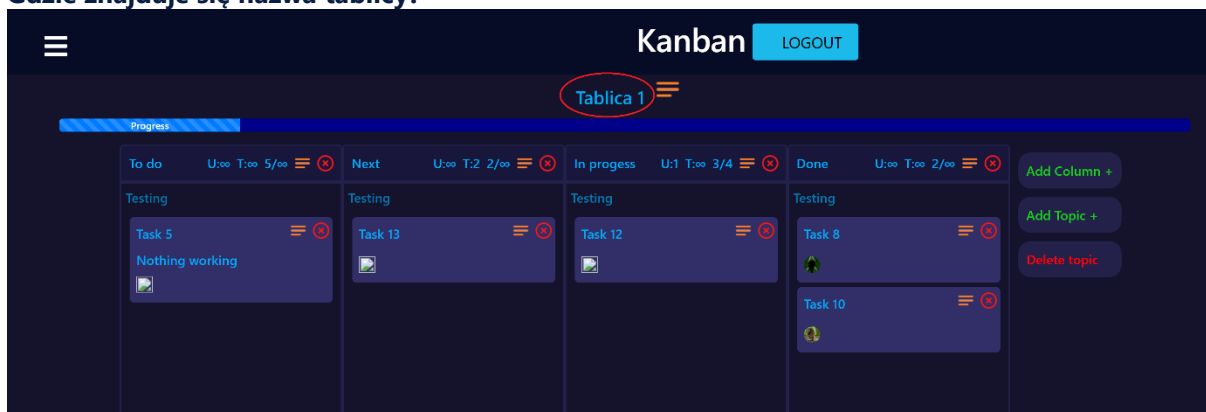 Gdzie znajduje się nazwa tablicy?
Kanban LOGOUT
Tablica 1
Progress
To do U:∞ T:∞ 5/∞
Next U:∞ T:2 2/∞
In progess U:1 T:∞ 3/4
Done U:∞ T:∞ 2/∞
Add Column +
Add Topic +
Delete topic
Testing
Task 5
Nothing working
Testing
Task 13
Testing
Task 12
Testing
Task 8
Task 10